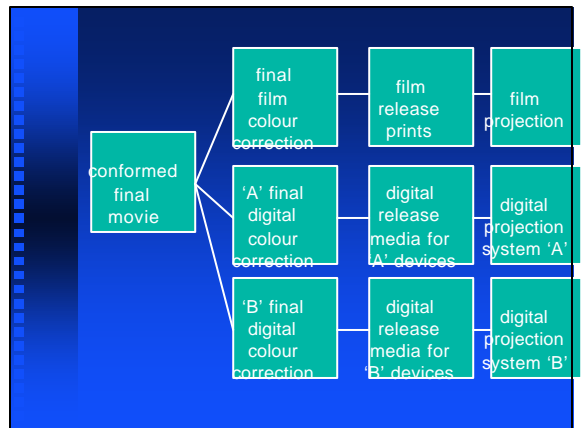 conformed
final
movie
final
film
colour
correction
film
release
prints
film
projection
‘A’ final
digital
colour
correction
digital
release
media for
‘A’ devices
digital
projection
system ‘A’
‘B’ final
digital
colour
correction
digital
release
media for
‘B’ devices
digital
projection
system ‘B’